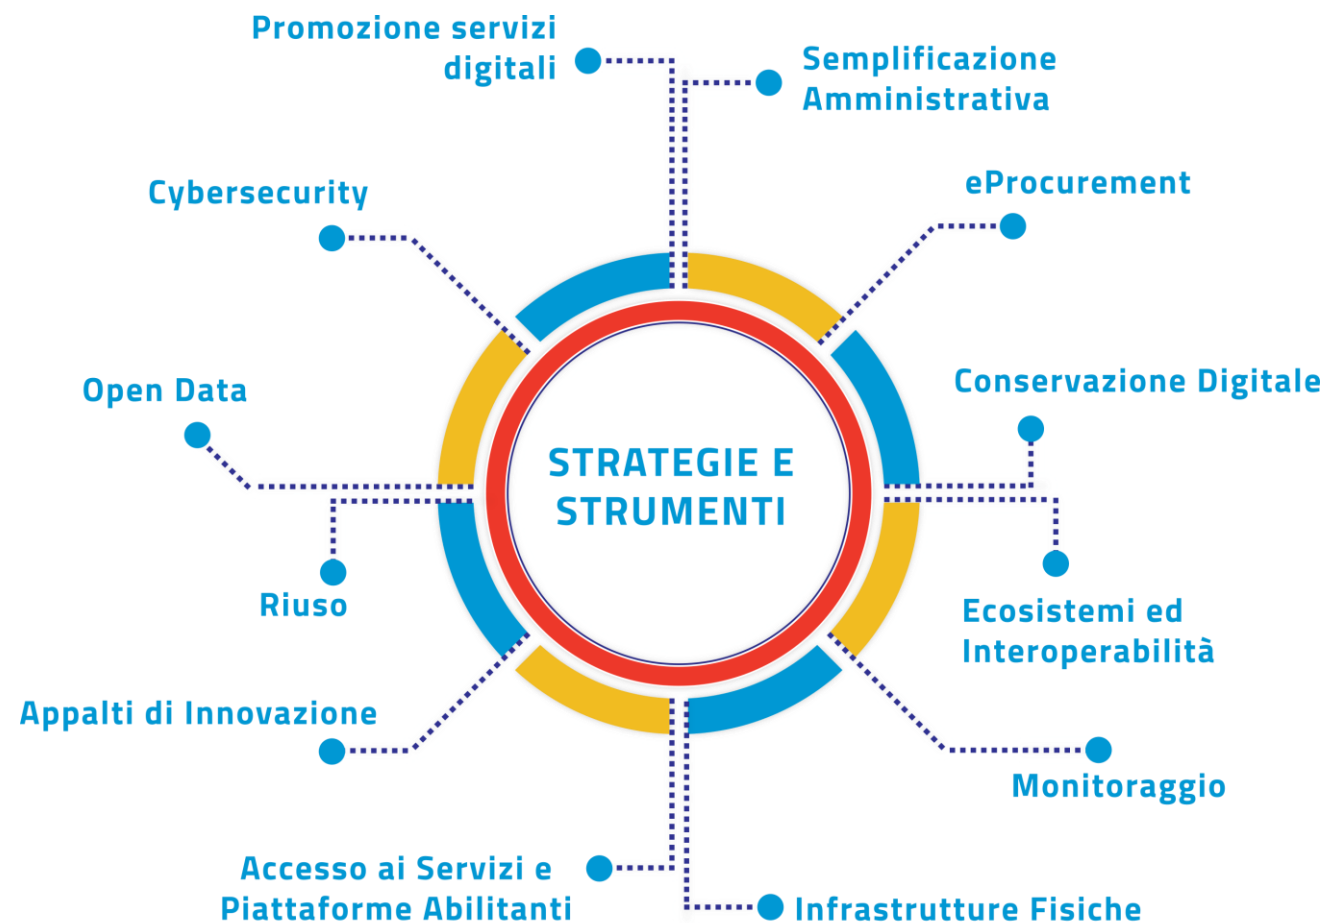 Promozione servizi
digitali
Semplificazione
Amministrativa
Cybersecurity
eProcurement
Open Data
Conservazione Digitale
STRATEGIE E
STRUMENTI
Riuso
Ecosistemi ed
Interoperabilità
Appalti di Innovazione
Monitoraggio
Accesso ai Servizi e
Piattaforme Abilitanti
Infrastrutture Fisiche